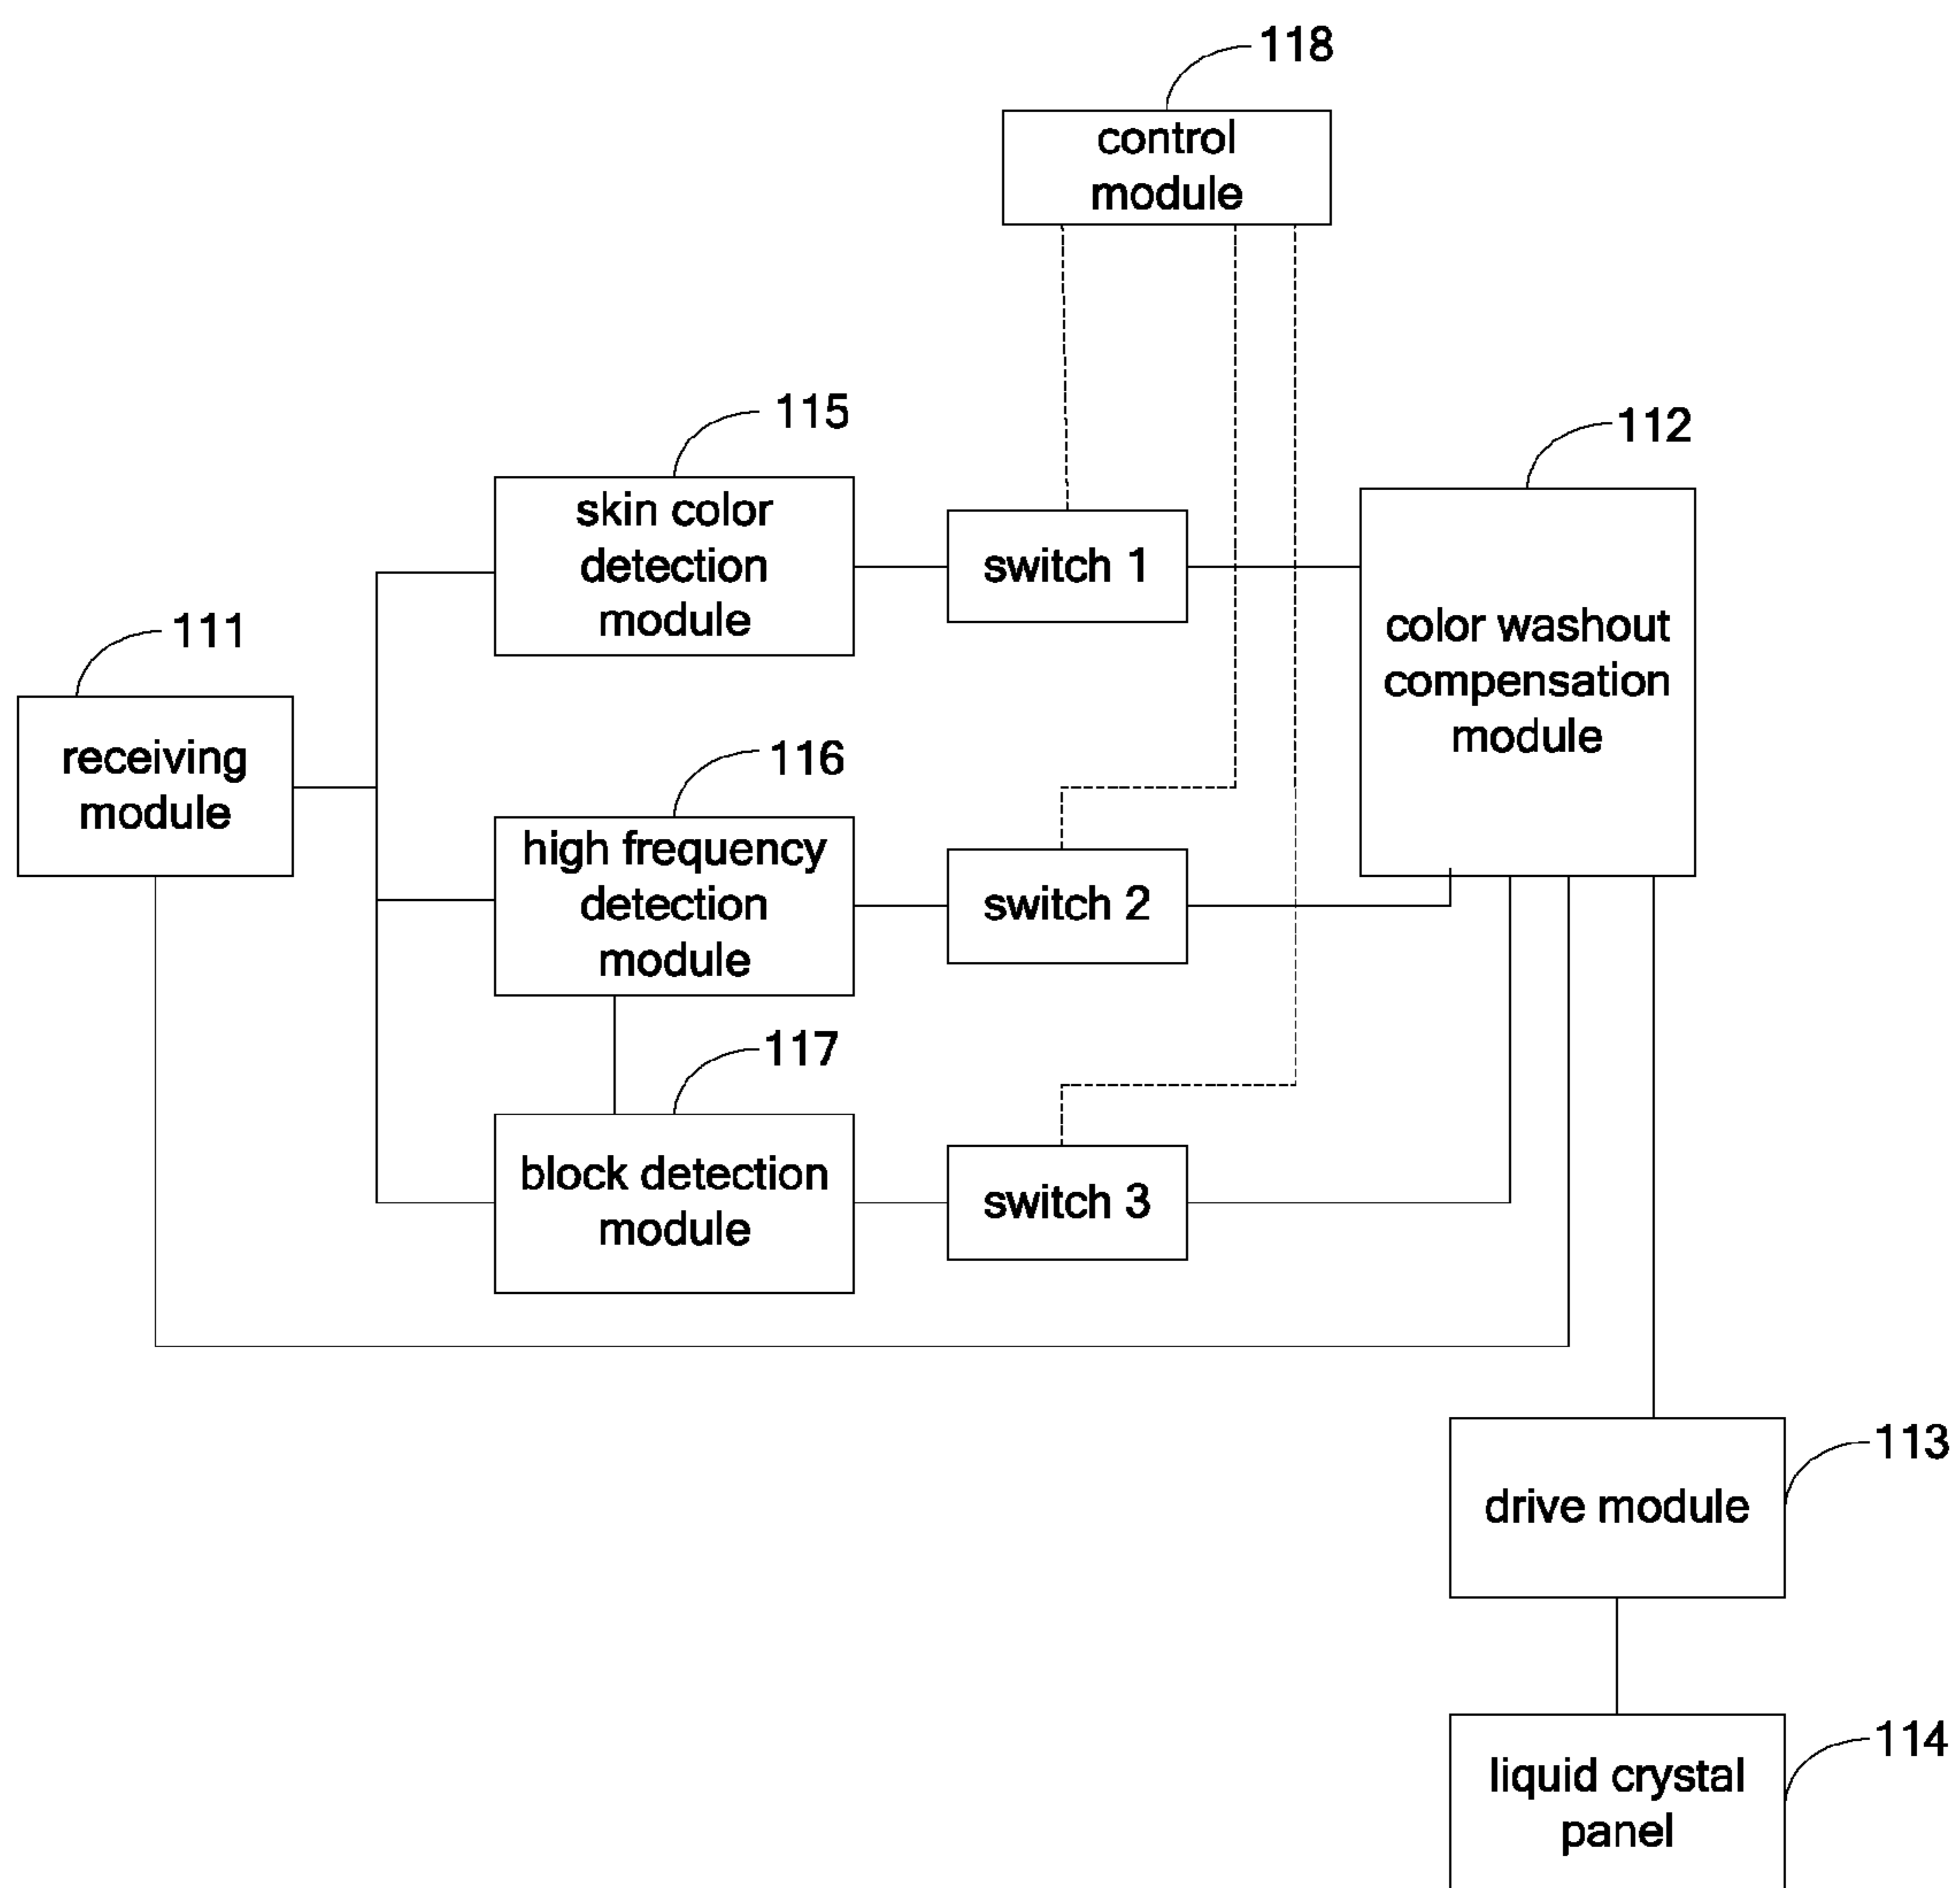 118
control
module
115
skin color
detection
module
switch 1
112
color washout
compensation
module
111
receiving
module
116
high frequency
detection
module
switch 2
117
block detection
module
switch 3
113
drive module
114
liquid crystal
panel